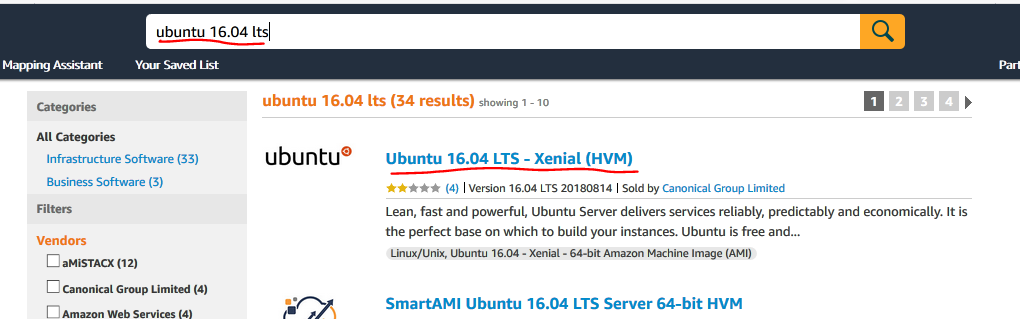 ubuntu 16.04 lts
Mapping Assistant Your Saved List Part
Categories
All Categories
Infrastructure Software (33)
Business Software (3)
Filters
Vendors
aMiSTACX (12)
Canonical Group Limited (4)
Amazon Web Services (4)
ubuntu 16.04 lts (34 results) showing 1 - 10
1 2 3 4
ubuntu
Ubuntu 16.04 LTS - Xenial (HVM)
(4) | Version 16.04 LTS 20180814 | Sold by Canonical Group Limited
Lean, fast and powerful, Ubuntu Server delivers services reliably, predictably and economically. It is
the perfect base on which to build your instances. Ubuntu is free and...
Linux/Unix, Ubuntu 16.04 - Xenial - 64-bit Amazon Machine Image (AMI)
SmartAMI Ubuntu 16.04 LTS Server 64-bit HVM